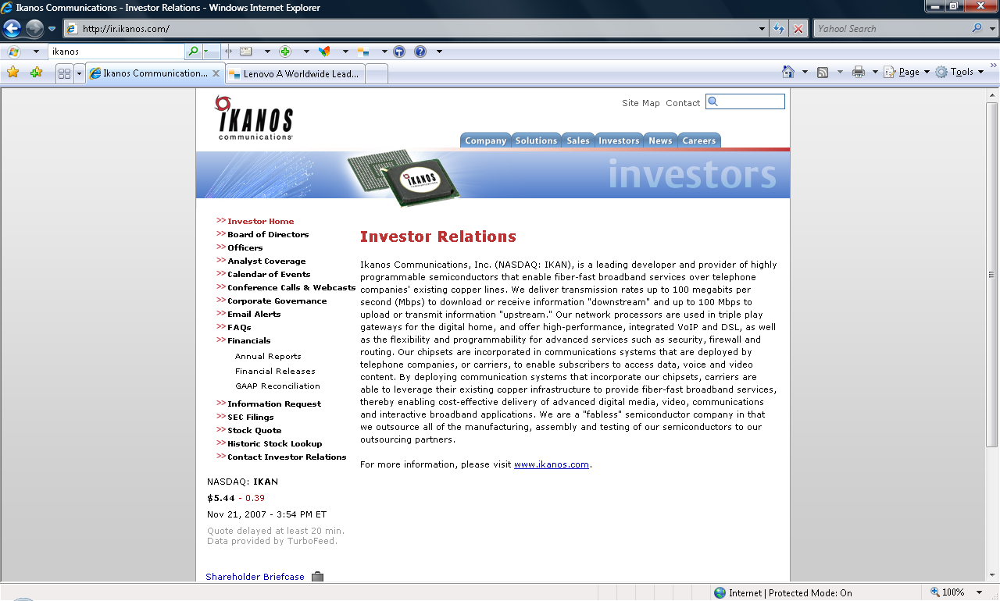 Ikanos Communications - Investor Relations - Windows Internet Explorer
http://ir.ikanos.com/
Yahoo! Search
ikanos
Ikanos Communication...
Lenovo A Worldwide Lead...
Page
Tools
IKANOS
communications
Site Map Contact
Company Solutions Sales Investors News Careers
IKANOS
communications
investors
>> Investor Home
>> Board of Directors
>> Officers
>> Analyst Coverage
>> Calendar of Events
>> Conference Calls & Webcasts
>> Corporate Governance
>> Email Alerts
>> FAQs
>> Financials
Annual Reports
Financial Releases
GAAP Reconciliation
>> Information Request
>> SEC Filings
>> Stock Quote
>> Historic Stock Lookup
>> Contact Investor Relations
NASDAQ: IKAN
$5.44 - 0.39
Nov 21, 2007 - 3:54 PM ET
Quote delayed at least 20 min.
Data provided by TurboFeed.
Shareholder Briefcase
Investor Relations
Ikanos Communications, Inc. (NASDAQ: IKAN), is a leading developer and provider of highly
programmable semiconductors that enable fiber-fast broadband services over telephone
companies' existing copper lines. We deliver transmission rates up to 100 megabits per
second (Mbps) to download or receive information "downstream" and up to 100 Mbps to
upload or transmit information "upstream." Our network processors are used in triple play
gateways for the digital home, and offer high-performance, integrated VoIP and DSL, as well
as the flexibility and programmability for advanced services such as security, firewall and
routing. Our chipsets are incorporated in communications systems that are deployed by
telephone companies, or carriers, to enable subscribers to access data, voice and video
content. By deploying communication systems that incorporate our chipsets, carriers are
able to leverage their existing copper infrastructure to provide fiber-fast broadband services,
thereby enabling cost-effective delivery of advanced digital media, video, communications
and interactive broadband applications. We are a "fabless" semiconductor company in that
we outsource all of the manufacturing, assembly and testing of our semiconductors to our
outsourcing partners.
For more information, please visit www.ikanos.com.
Internet | Protected Mode: On
100%